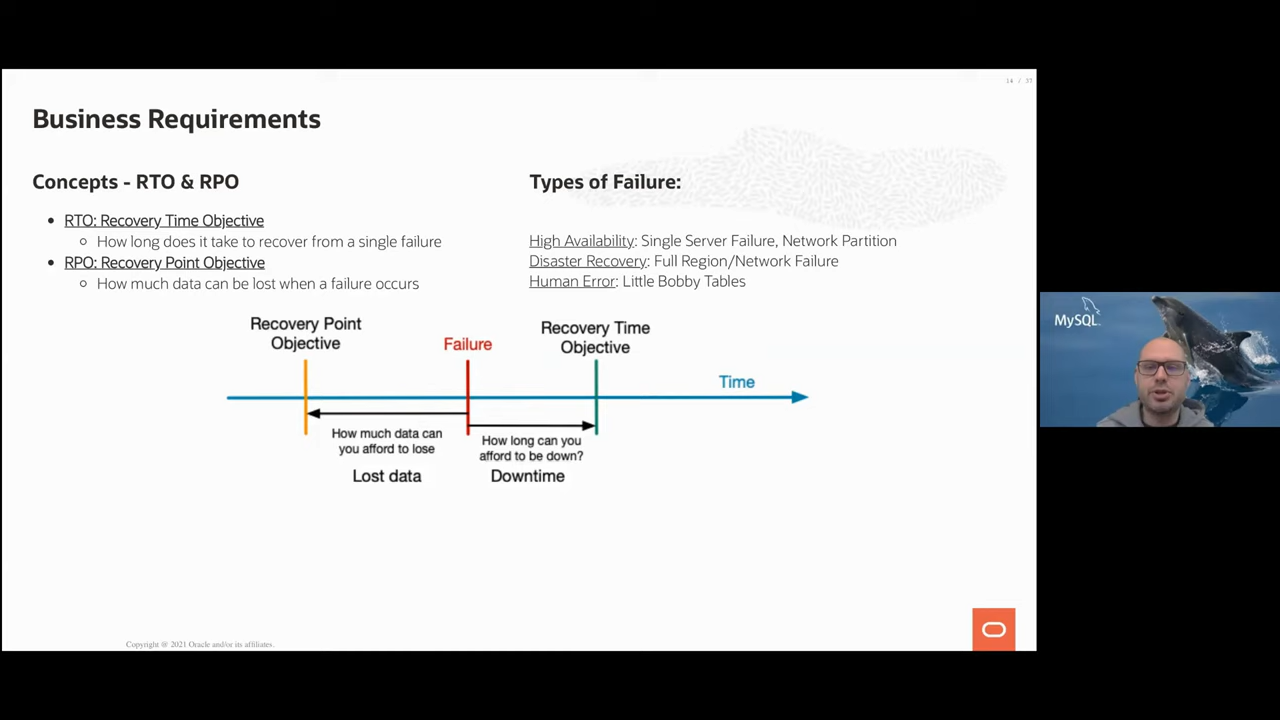 14 / 37
Business Requirements
Concepts - RTO & RPO
RTO: Recovery Time Objective
How long does it take to recover from a single failure
RPO: Recovery Point Objective
How much data can be lost when a failure occurs
Types of Failure:
High Availability: Single Server Failure, Network Partition
Disaster Recovery: Full Region/Network Failure
Human Error: Little Bobby Tables
Recovery Point
Objective
Failure
Recovery Time
Objective
Time
How much data can
you afford to lose
Lost data
How long can you
afford to be down?
Downtime
Copyright @ 2021 Oracle and/or its affiliates.
MySQL